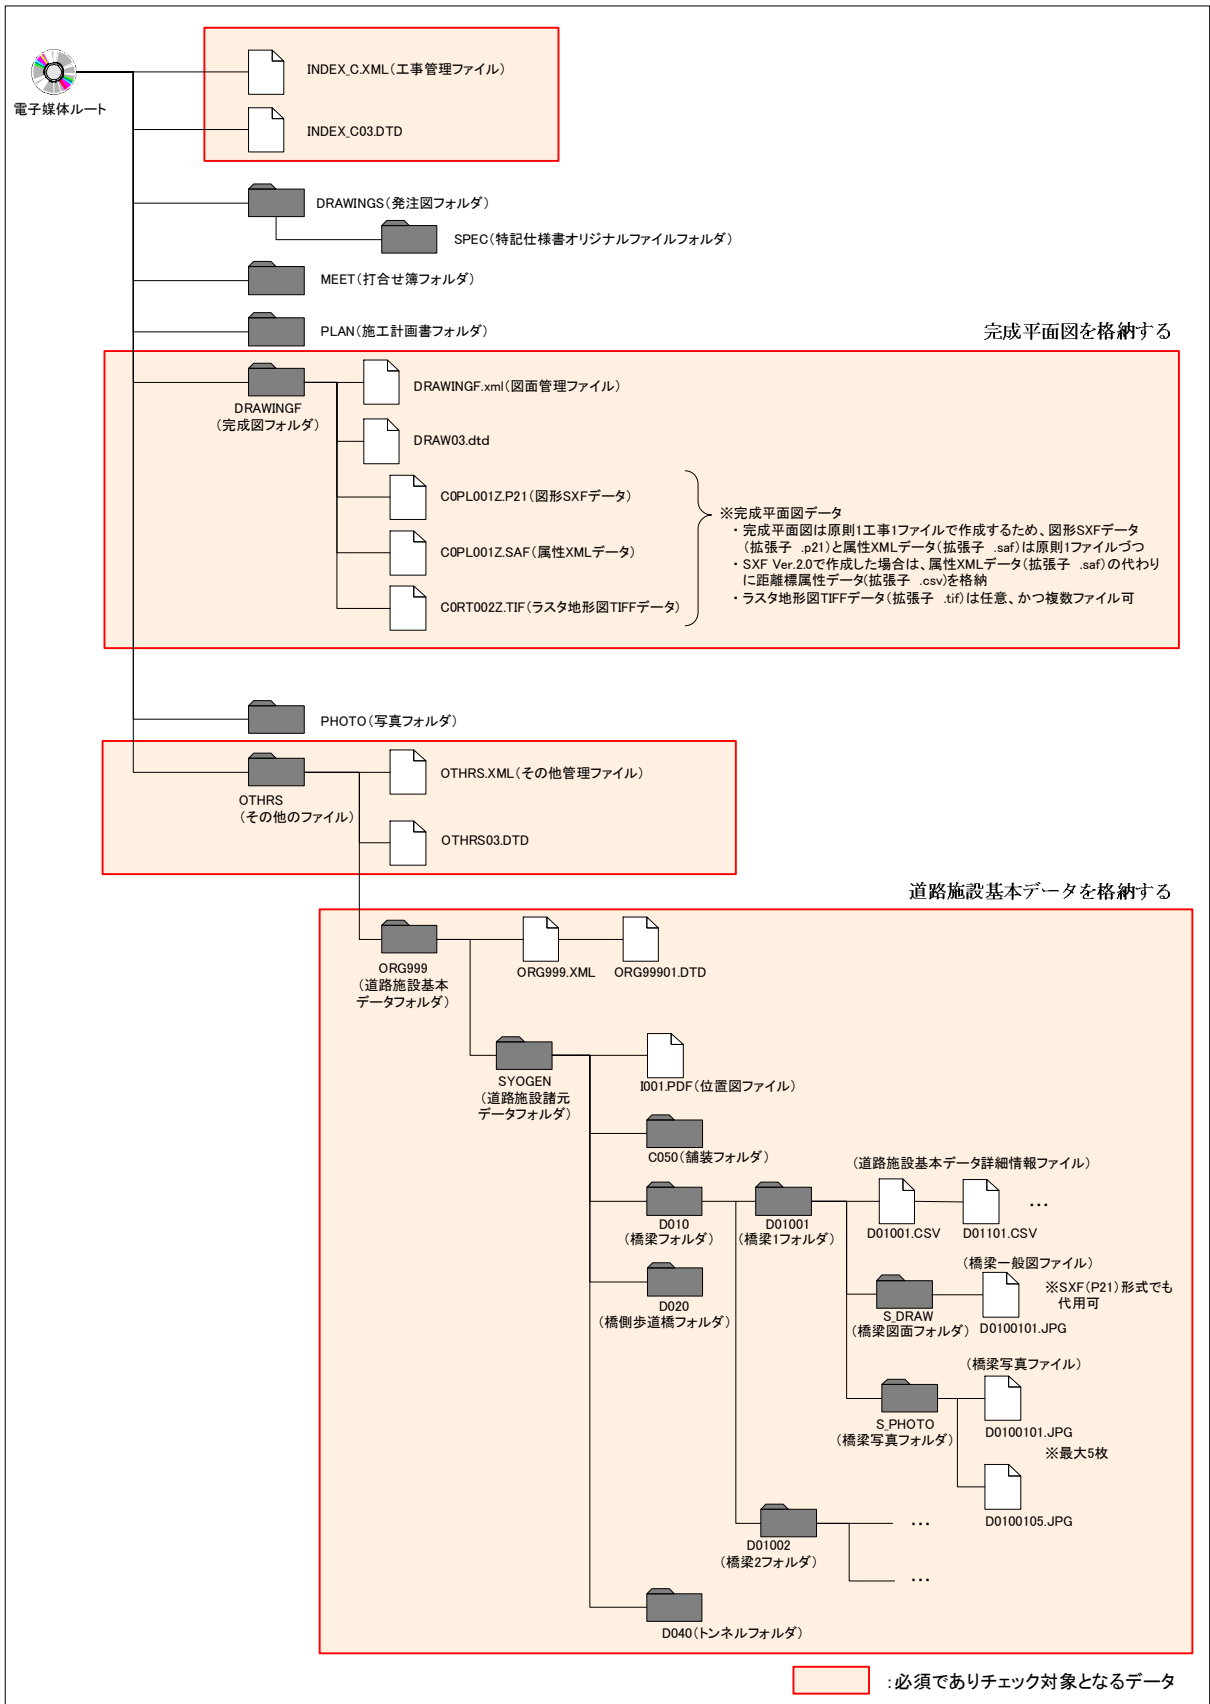 電子媒体ルート
INDEX_C.XML(工事管理ファイル)
INDEX_C03.DTD
DRAWINGS(発注図フォルダ)
SPEC(特記仕様書オリジナルファイルフォルダ)
MEET(打合せ簿フォルダ)
PLAN(施工計画書フォルダ)
完成平面図を格納する
DRAWINGF
(完成図フォルダ)
DRAWINGF.xml(図面管理ファイル)
DRAW03.dtd
C0PL001Z.P21(図形SXFデータ)
C0PL001Z.SAF(属性XMLデータ)
C0RT002Z.TIF(ラスタ地形図TIFFデータ)
※完成平面図データ
・完成平面図は原則1工事1ファイルで作成するため、図形SXFデータ
(拡張子 .p21)と属性XMLデータ(拡張子 .saf)は原則1ファイルづつ
・SXF Ver.2.0で作成した場合は、属性XMLデータ(拡張子 .saf)の代わり
に距離標属性データ(拡張子 .csv)を格納
・ラスタ地形図TIFFデータ(拡張子 .tif)は任意、かつ複数ファイル可
PHOTO(写真フォルダ)
OTHRS
(その他のファイル)
OTHRS.XML(その他管理ファイル)
OTHRS03.DTD
道路施設基本データを格納する
ORG999
(道路施設基本
データフォルダ)
ORG999.XML
ORG99901.DTD
SYOGEN
(道路施設諸元
データフォルダ)
I001.PDF(位置図ファイル)
C050(舗装フォルダ)
(道路施設基本データ詳細情報ファイル)
D010
(橋梁フォルダ)
D01001
(橋梁1フォルダ)
D01001.CSV
D01101.CSV
…
D020
(橋側歩道橋フォルダ)
(橋梁一般図ファイル)
S_DRAW
(橋梁図面フォルダ)
D0100101.JPG
※SXF(P21)形式でも
代用可
(橋梁写真ファイル)
S_PHOTO
(橋梁写真フォルダ)
D0100101.JPG
※最大5枚
D0100105.JPG
D01002
(橋梁2フォルダ)
…
…
D040(トンネルフォルダ)
:必須でありチェック対象となるデータ